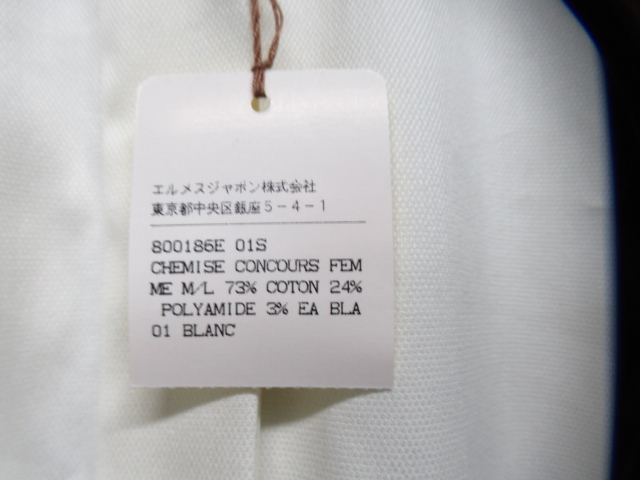 エルメスジャポン株式会社
東京都中央区銀座5－4－1
800186E 01S
CHEMISE CONCOURS FEM
ME M/L 73% COTON 24%
POLYAMIDE 3% EA BLA
01 BLANC